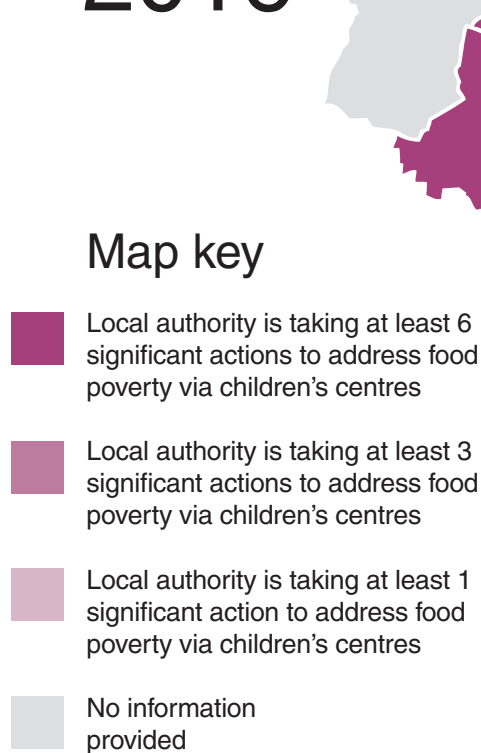 Map key
Local authority is taking at least 6
significant actions to address food
poverty via children's centres
Local authority is taking at least 3
significant actions to address food
poverty via children's centres
Local authority is taking at least 1
significant action to address food
poverty via children's centres
No information
provided